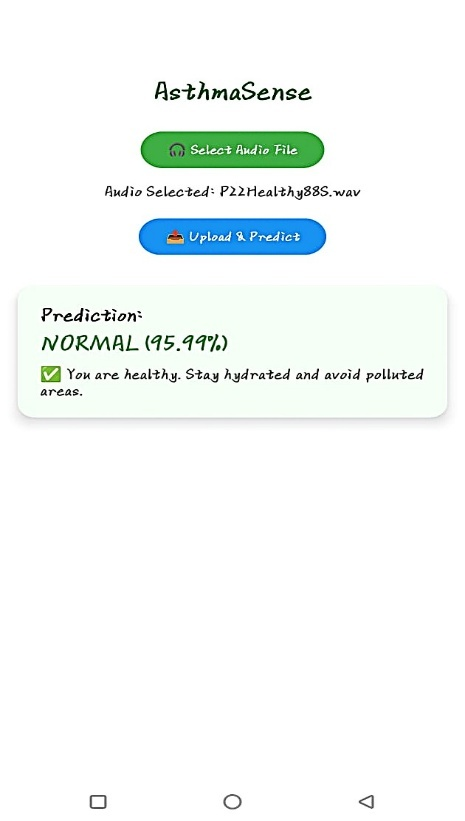 AsthmaSense
🎧 Select Audio File
Audio Selected: P22Healthy88S.wav
📤 Upload & Predict
Prediction:
NORMAL (95.99%)
✅ You are healthy. Stay hydrated and avoid polluted
areas.